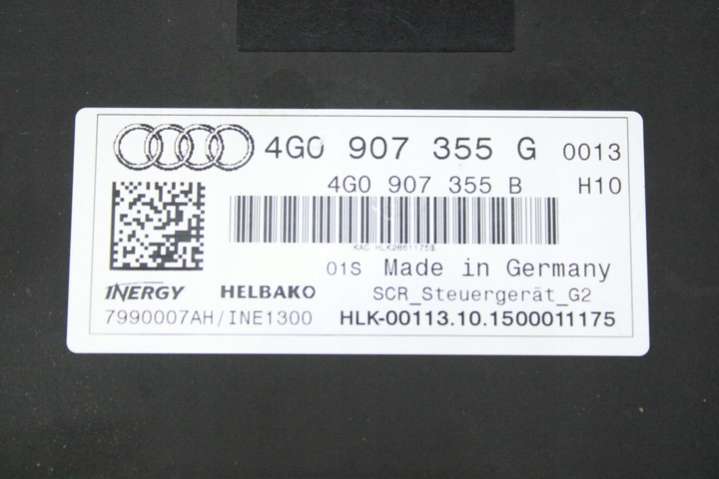 4G0 907 355 G 0013
4G0 907 355 B H10
01S Made in Germany
INERGY HELBAKO SCR_Steuergerät_G2
7990007AH/INE1300 HLK-00113.10.1500011175